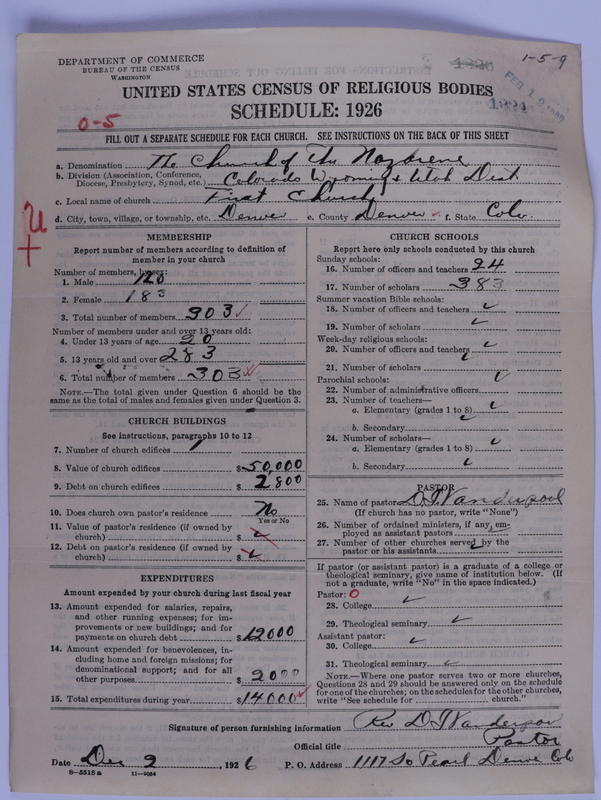 DEPARTMENT OF COMMERCE
BUREAU OF THE CENSUS
WASHINGTON
1-5-9
UNITED STATES CENSUS OF RELIGIOUS BODIES
SCHEDULE: 1926
0-5
FILL OUT A SEPARATE SCHEDULE FOR EACH CHURCH. SEE INSTRUCTIONS ON THE BACK OF THIS SHEET
a. Denomination The Church of The Nazarene
b. Division (Association, Conference, Diocese, Presbytery, Synod, etc.) Colorado Wyoming & Utah Dist
c. Local name of church First Church
d. City, town, village, or township, etc. Denver e. County Denver f. State Colo.
MEMBERSHIP
Report number of members according to definition of
member in your church
Number of members, by sex:
1. Male 120
2. Female 183
3. Total number of members 303
Number of members under and over 13 years old:
4. Under 13 years of age 20
5. 13 years old and over 283
6. Total number of members 303
NOTE.—The total given under Question 6 should be
same as the total of males and females given under Question 3.
CHURCH BUILDINGS
See instructions, paragraphs 10 to 12
7. Number of church edifices 1
8. Value of church edifices $50,000
9. Debt on church edifices $2800
10. Does church own pastor's residence? No
Yes or No
11. Value of pastor's residence (if owned by
church) $
12. Debt on pastor's residence (if owned by
church) $
EXPENDITURES
Amount expended by your church during last fiscal year
13. Amount expended for salaries, repairs,
and other running expenses; for im-
provements or new buildings; and for
payments on church debt $12000
14. Amount expended for benevolences, in-
cluding home and foreign missions; for
denominational support; and for all
other purposes $2000
15. Total expenditures during year $14000
CHURCH SCHOOLS
Report here only schools conducted by this church
Sunday schools:
16. Number of officers and teachers 24
17. Number of scholars 383
Summer vacation Bible schools:
18. Number of officers and teachers
19. Number of scholars
Week-day religious schools:
20. Number of officers and teachers
21. Number of scholars
Parochial schools:
22. Number of administrative officers
23. Number of teachers—
a. Elementary (grades 1 to 8)
b. Secondary
24. Number of scholars—
a. Elementary (grades 1 to 8)
b. Secondary
PASTOR
25. Name of pastor D. I. Vanderpool
(If church has no pastor, write "None")
26. Number of ordained ministers, if any, em-
ployed as assistant pastors
27. Number of other churches served by the
pastor or his assistants
If pastor (or assistant pastor) is a graduate of a college or
theological seminary, give name of institution below. (If
not a graduate, write "No" in the space indicated.)
Pastor: 0
28. College
29. Theological seminary
Assistant pastor:
30. College
31. Theological seminary
NOTE.—Where one pastor serves two or more churches,
Questions 28 and 29 should be answered only on the schedule
for one of the churches; on the schedules for the other churches,
write "See schedule for church."
Signature of person furnishing information Rev D I Vanderpool
Official title Pastor
Date Dec 2, 1926 P. O. Address 1117 So Pearl Denver Colo
8-5518a 11-9024